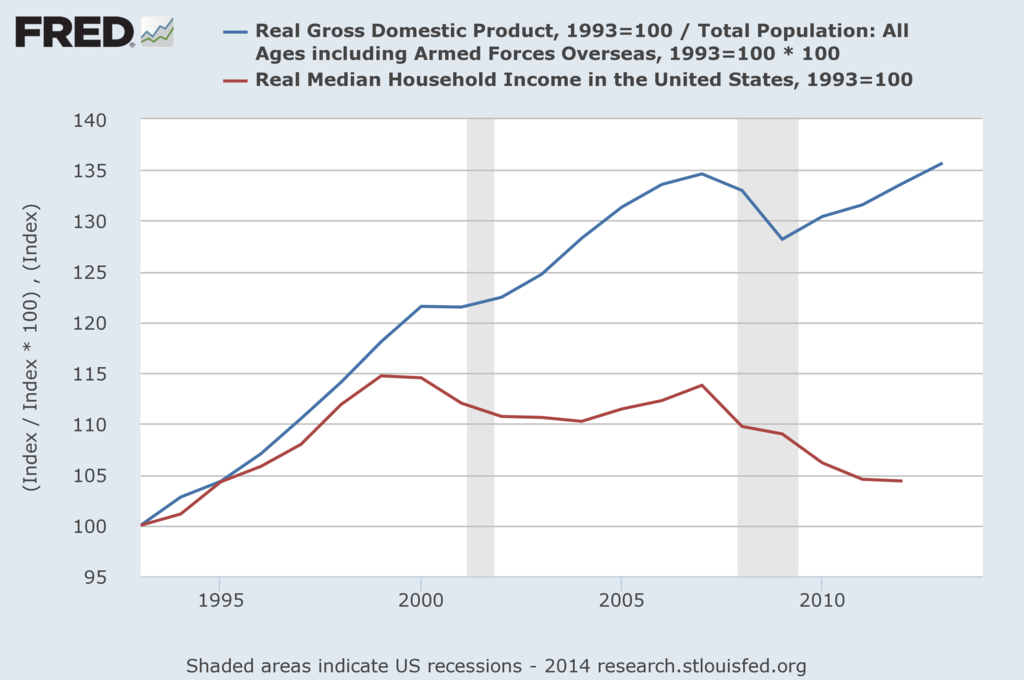 FRED
Real Gross Domestic Product, 1993=100 / Total Population: All
Ages including Armed Forces Overseas, 1993=100 * 100
Real Median Household Income in the United States, 1993=100
(Index / Index * 100) , (Index)
140
135
130
125
120
115
110
105
100
95
1995 2000 2005 2010
Shaded areas indicate US recessions - 2014 research.stlouisfed.org